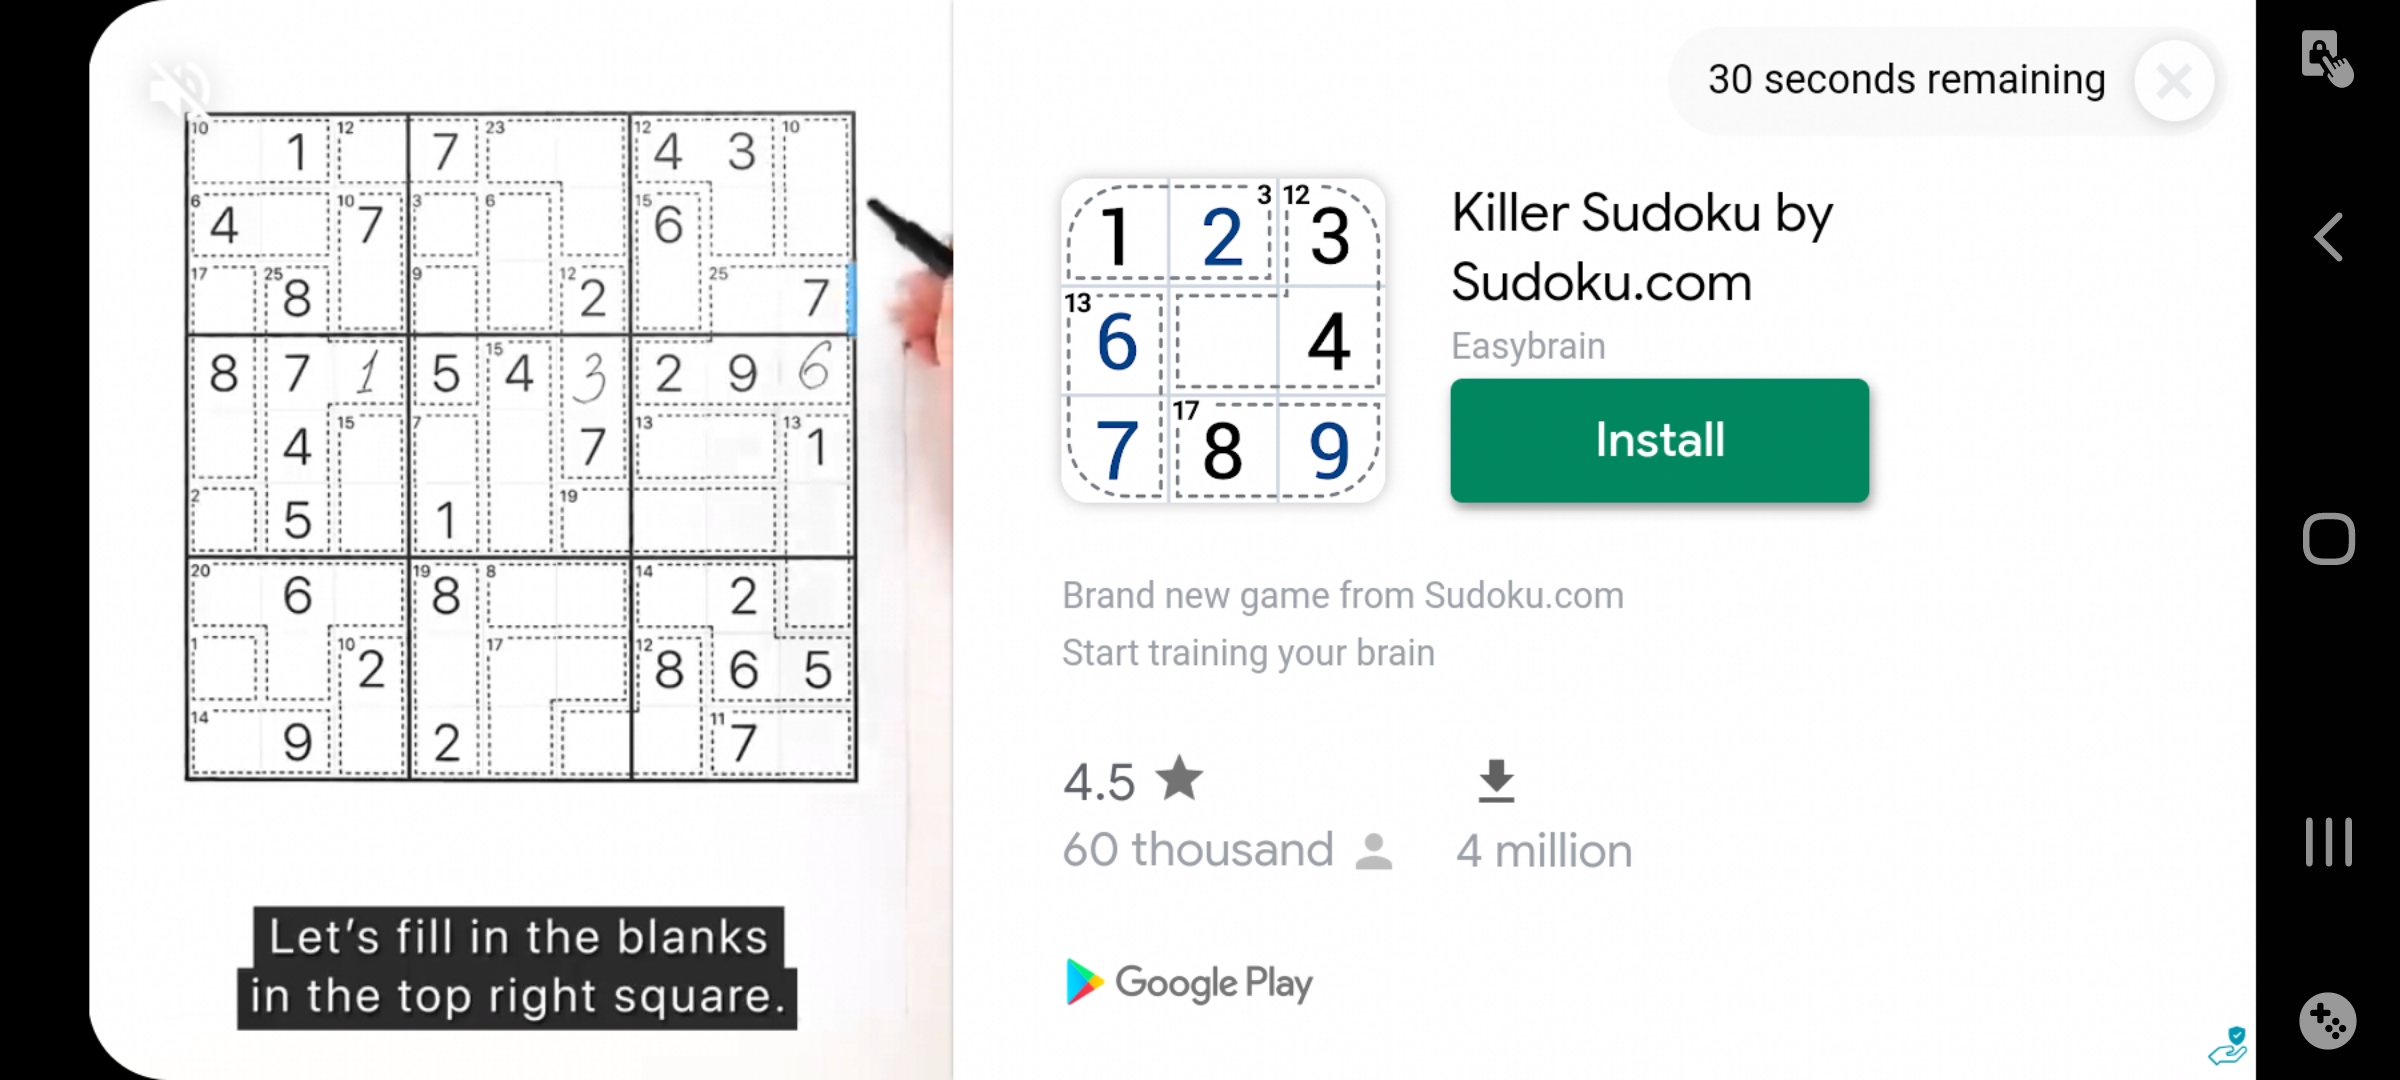 30 seconds remaining
10 12 23 12 10
1 7 4 3
6 10 3 6 15
4 7 6
17 25 9 12 25
8 2 7
15
8 7 1 5 4 3 2 9 6
15 7 13 13
4 7 1
2 19
5 1
20 19 8 14
6 8 2
1 10 17 12
2 8 6 5
14 11
9 2 7
Let's fill in the blanks
in the top right square.
3 12
1 2 3
13
6 4
17
7 8 9
Killer Sudoku by
Sudoku.com
Easybrain
Install
Brand new game from Sudoku.com
Start training your brain
4.5
60 thousand
4 million
Google Play